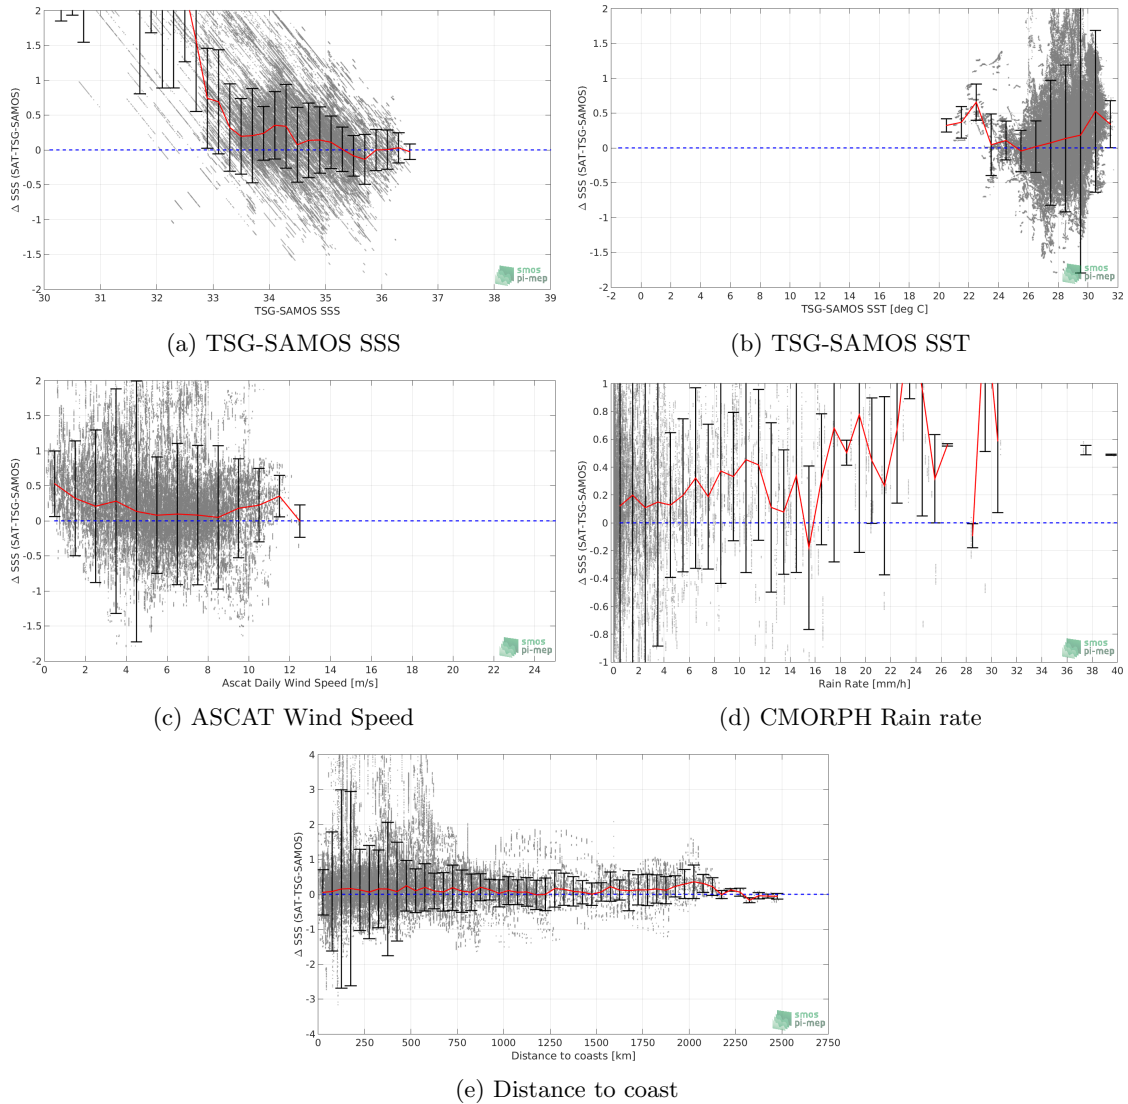 2
1.5
1
0.5
0
-0.5
-1
-1.5
-2
Δ SSS (SAT-TSG-SAMOS)
30 31 32 33 34 35 36 37 38 39
TSG-SAMOS SSS
smos
pi-mep
(a) TSG-SAMOS SSS
2
1.5
1
0.5
0
-0.5
-1
-1.5
-2
Δ SSS (SAT-TSG-SAMOS)
-2 0 2 4 6 8 10 12 14 16 18 20 22 24 26 28 30 32
TSG-SAMOS SST [deg C]
smos
pi-mep
(b) TSG-SAMOS SST
2
1.5
1
0.5
0
-0.5
-1
-1.5
-2
Δ SSS (SAT-TSG-SAMOS)
0 2 4 6 8 10 12 14 16 18 20 22 24
Ascat Daily Wind Speed [m/s]
smos
pi-mep
(c) ASCAT Wind Speed
1
0.8
0.6
0.4
0.2
0
-0.2
-0.4
-0.6
-0.8
-1
Δ SSS (SAT-TSG-SAMOS)
0 2 4 6 8 10 12 14 16 18 20 22 24 26 28 30 32 34 36 38 40
Rain Rate [mm/h]
smos
pi-mep
(d) CMORPH Rain rate
4
3
2
1
0
-1
-2
-3
-4
Δ SSS (SAT-TSG-SAMOS)
0 250 500 750 1000 1250 1500 1750 2000 2250 2500 2750
Distance to coasts [km]
smos
pi-mep
(e) Distance to coast